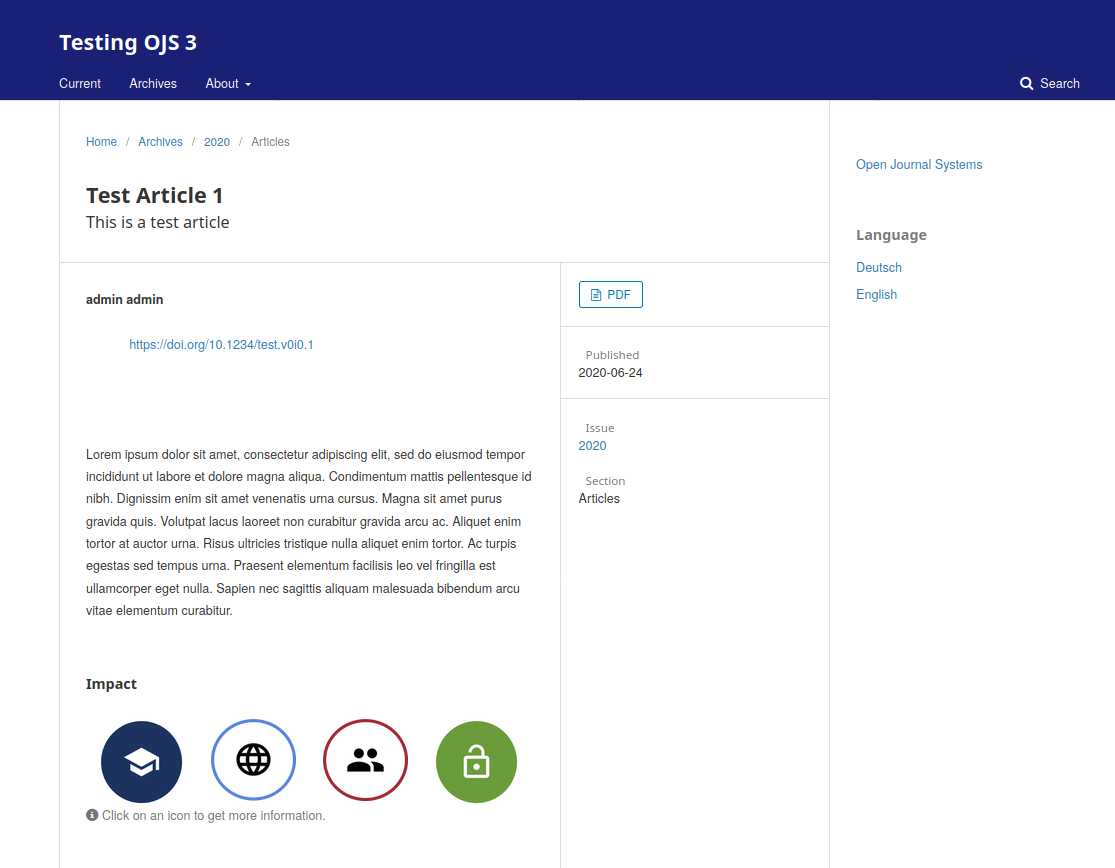 Testing OJS 3
Current Archives About Search
Home / Archives / 2020 / Articles
Test Article 1
This is a test article
admin admin
https://doi.org/10.1234/test.v0i0.1
Lorem ipsum dolor sit amet, consectetur adipiscing elit, sed do eiusmod tempor
incididunt ut labore et dolore magna aliqua. Condimentum mattis pellentesque id
nibh. Dignissim enim sit amet venenatis urna cursus. Magna sit amet purus
gravida quis. Volutpat lacus laoreet non curabitur gravida arcu ac. Aliquet enim
tortor at auctor urna. Risus ultricies tristique nulla aliquet enim tortor. Ac turpis
egestas sed tempus urna. Praesent elementum facilisis leo vel fringilla est
ullamcorper eget nulla. Sapien nec sagittis aliquam malesuada bibendum arcu
vitae elementum curabitur.
Impact
Click on an icon to get more information.
PDF
Published
2020-06-24
Issue
2020
Section
Articles
Open Journal Systems
Language
Deutsch
English